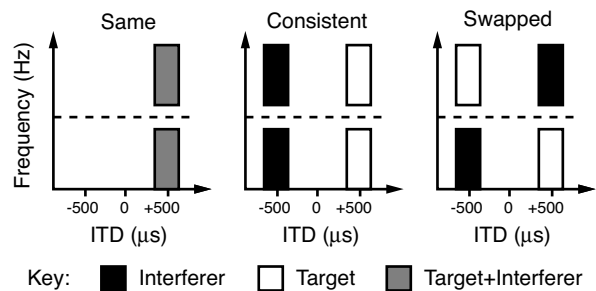 Same Consistent Swapped
Frequency (Hz)
-500 0 +500 -500 0 +500 -500 0 +500
ITD (μs) ITD (μs) ITD (μs)
Key: Interferer Target Target+Interferer